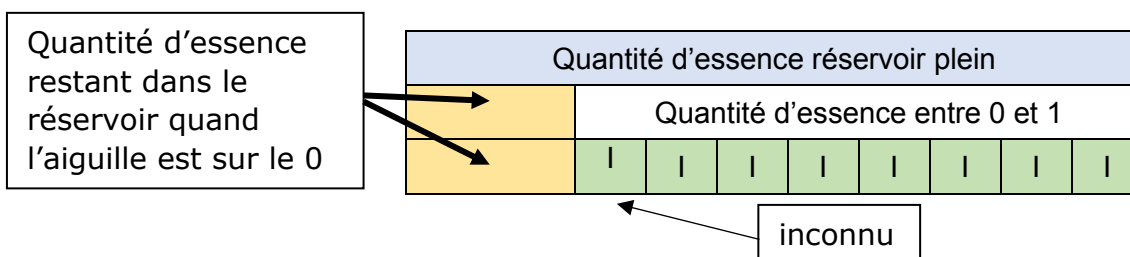 Quantité d’essence
restant dans le
réservoir quand
l’aiguille est sur le 0
Quantité d’essence réservoir plein
Quantité d’essence entre 0 et 1
I I I I I I I I
inconnu